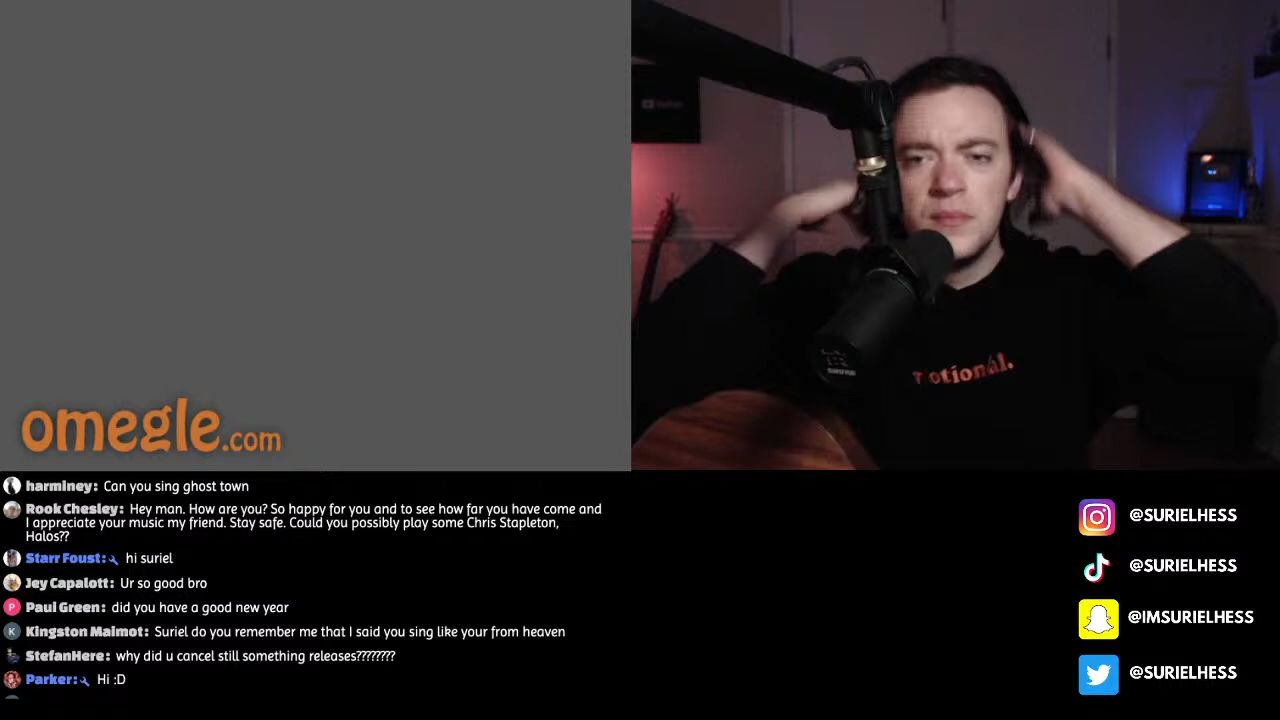 omegle.com
harminey: Can you sing ghost town
Rook Chesley: Hey man. How are you? So happy for you and to see how far you have come and
I appreciate your music my friend. Stay safe. Could you possibly play some Chris Stapleton,
Halos??
Starr Foust: hi suriel
Jey Capalott: Ur so good bro
P Paul Green: did you have a good new year
K Kingston Maimot: Suriel do you remember me that I said you sing like your from heaven
StefanHere: why did u cancel still something releases????????
Parker: Hi :D
@SURIELHESS
@SURIELHESS
@IMSURIELHESS
@SURIELHESS